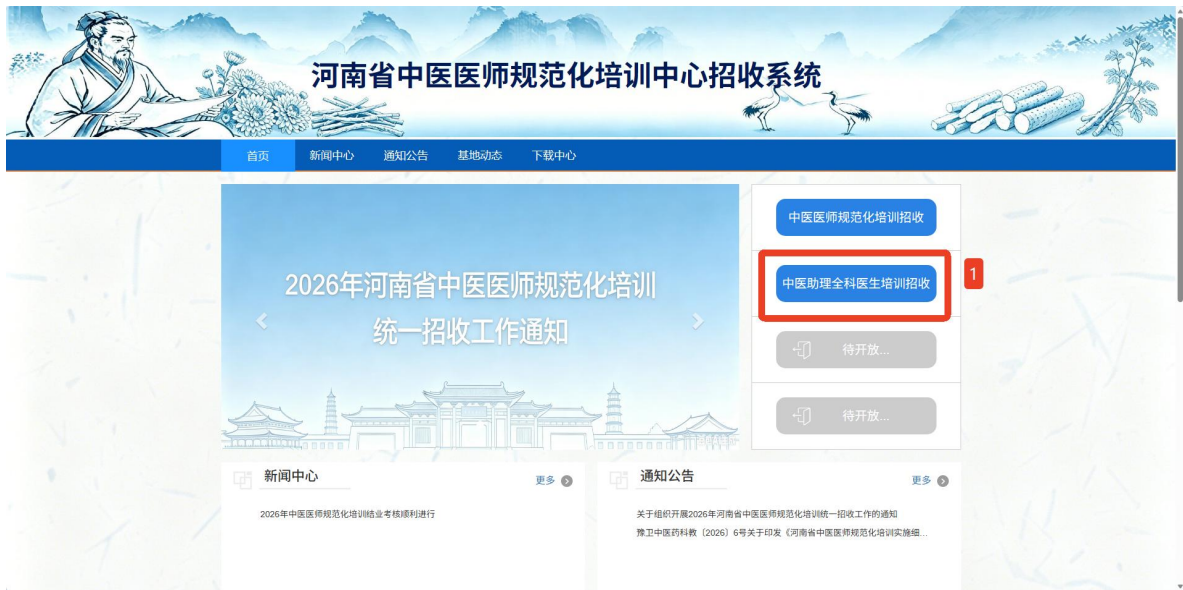 河南省中医医师规范化培训中心招收系统
首页 新闻中心 通知公告 基地动态 下载中心
2026年河南省中医医师规范化培训
统一招收工作通知
中医医师规范化培训招收
中医助理全科医生培训招收
1
待开放...
待开放...
新闻中心
更多
2026年中医医师规范化培训结业考核顺利进行
通知公告
更多
关于组织开展2026年河南省中医医师规范化培训统一招收工作的通知
豫卫中医药科教〔2026〕6号关于印发《河南省中医医师规范化培训实施细...